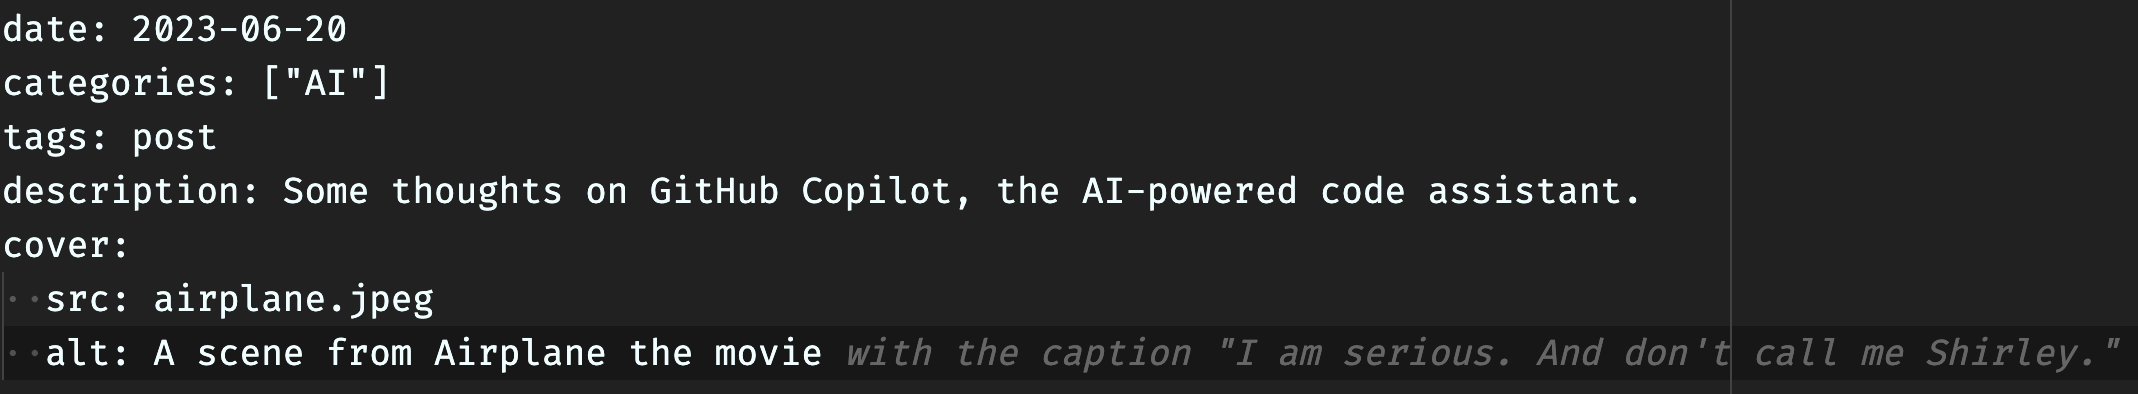 date: 2023-06-20
categories: ["AI"]
tags: post
description: Some thoughts on GitHub Copilot, the AI-powered code assistant.
cover:
  src: airplane.jpeg
  alt: A scene from Airplane the movie with the caption "I am serious. And don't call me Shirley."